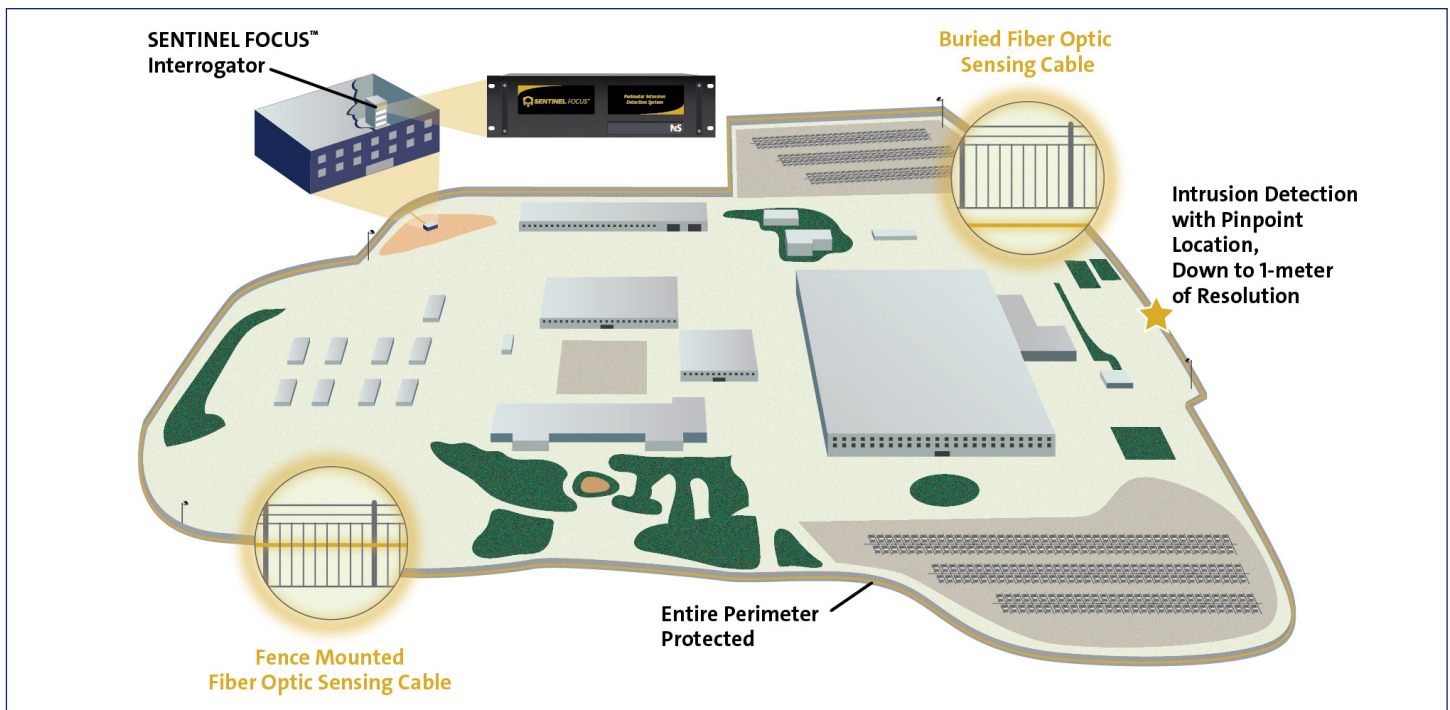 SENTINEL FOCUS™
Interrogator
SENTINEL FOCUS™
Perimeter Intrusion
Detection System
NS
Buried Fiber Optic
Sensing Cable
Intrusion Detection
with Pinpoint
Location,
Down to 1-meter
of Resolution
Entire Perimeter
Protected
Fence Mounted
Fiber Optic Sensing Cable